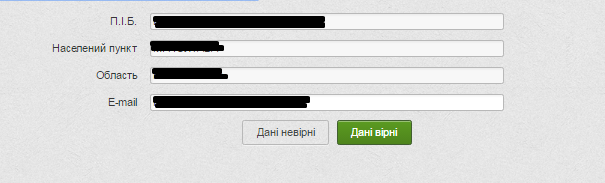 П.І.Б.
Населений пункт
Область
E-mail
Дані невірні Дані вірні